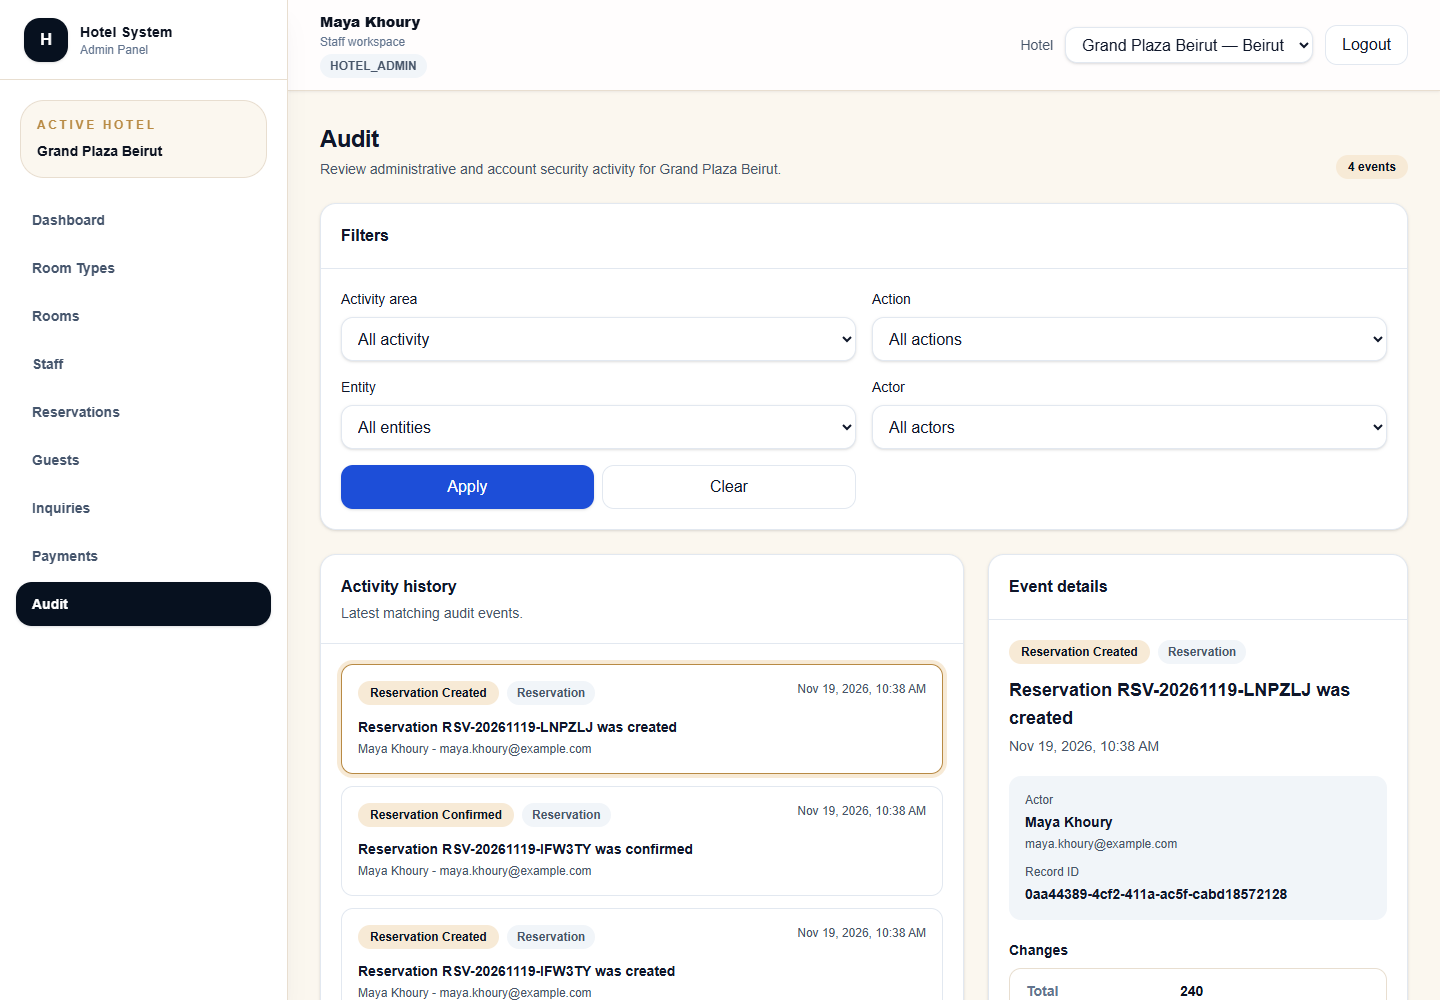 H
Hotel System
Admin Panel
ACTIVE HOTEL
Grand Plaza Beirut
Dashboard
Room Types
Rooms
Staff
Reservations
Guests
Inquiries
Payments
Audit
Maya Khoury
Staff workspace
HOTEL_ADMIN
Hotel
Grand Plaza Beirut — Beirut
Logout
Audit
Review administrative and account security activity for Grand Plaza Beirut.
4 events
Filters
Activity area
All activity
Action
All actions
Entity
All entities
Actor
All actors
Apply
Clear
Activity history
Latest matching audit events.
Reservation Created
Reservation
Nov 19, 2026, 10:38 AM
Reservation RSV-20261119-LNPZLJ was created
Maya Khoury - maya.khoury@example.com
Reservation Confirmed
Reservation
Nov 19, 2026, 10:38 AM
Reservation RSV-20261119-IFW3TY was confirmed
Maya Khoury - maya.khoury@example.com
Reservation Created
Reservation
Nov 19, 2026, 10:38 AM
Reservation RSV-20261119-IFW3TY was created
Maya Khoury - maya.khoury@example.com
Event details
Reservation Created
Reservation
Reservation RSV-20261119-LNPZLJ was
created
Nov 19, 2026, 10:38 AM
Actor
Maya Khoury
maya.khoury@example.com
Record ID
0aa44389-4cf2-411a-ac5f-cabd18572128
Changes
Total
240